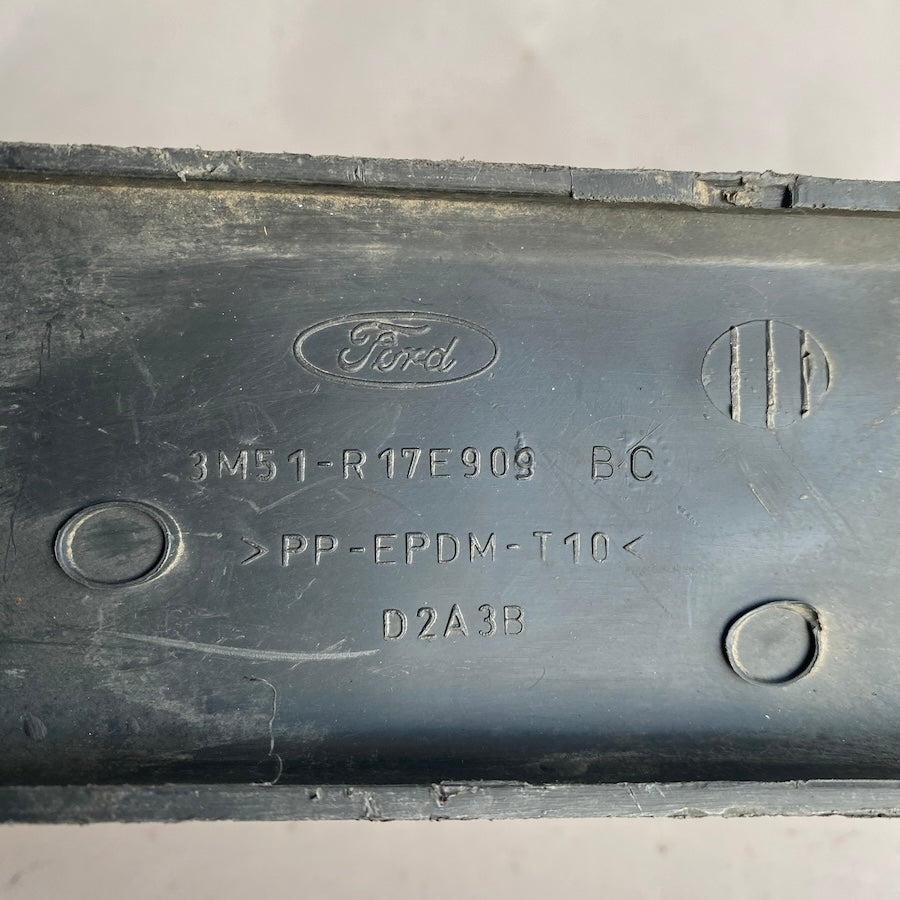 Ford
3M51-R17E909 BC
>PP-EPDM-T10<
D2A3B